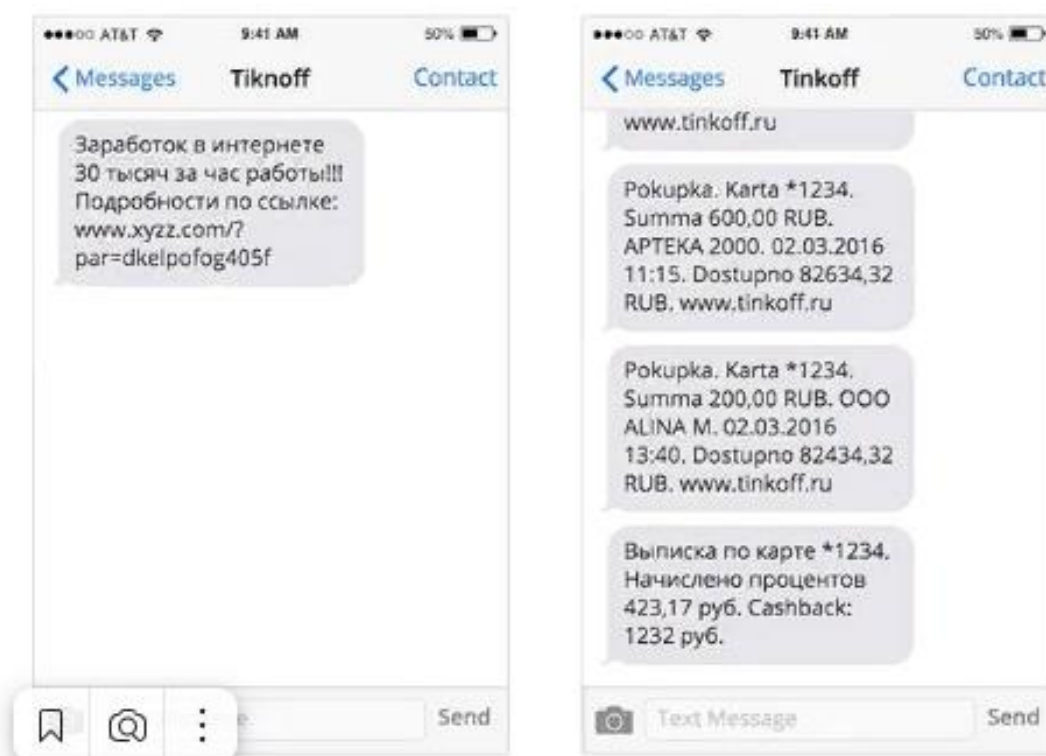 AT&T 9:41 AM 50%
Messages Tiknoff Contact
Заработок в интернете
30 тысяч за час работы!!!
Подробности по ссылке:
www.xyzz.com/?
par=dkelpofog405f
Send
AT&T 9:41 AM 50%
Messages Tinkoff Contact
www.tinkoff.ru
Pokupka. Karta *1234.
Summa 600,00 RUB.
APTEKA 2000. 02.03.2016
11:15. Dostupno 82634,32
RUB. www.tinkoff.ru
Pokupka. Karta *1234.
Summa 200,00 RUB. OOO
ALINA M. 02.03.2016
13:40. Dostupno 82434,32
RUB. www.tinkoff.ru
Выписка по карте *1234.
Начислено процентов
423,17 руб. Cashback:
1232 руб.
Text Message Send